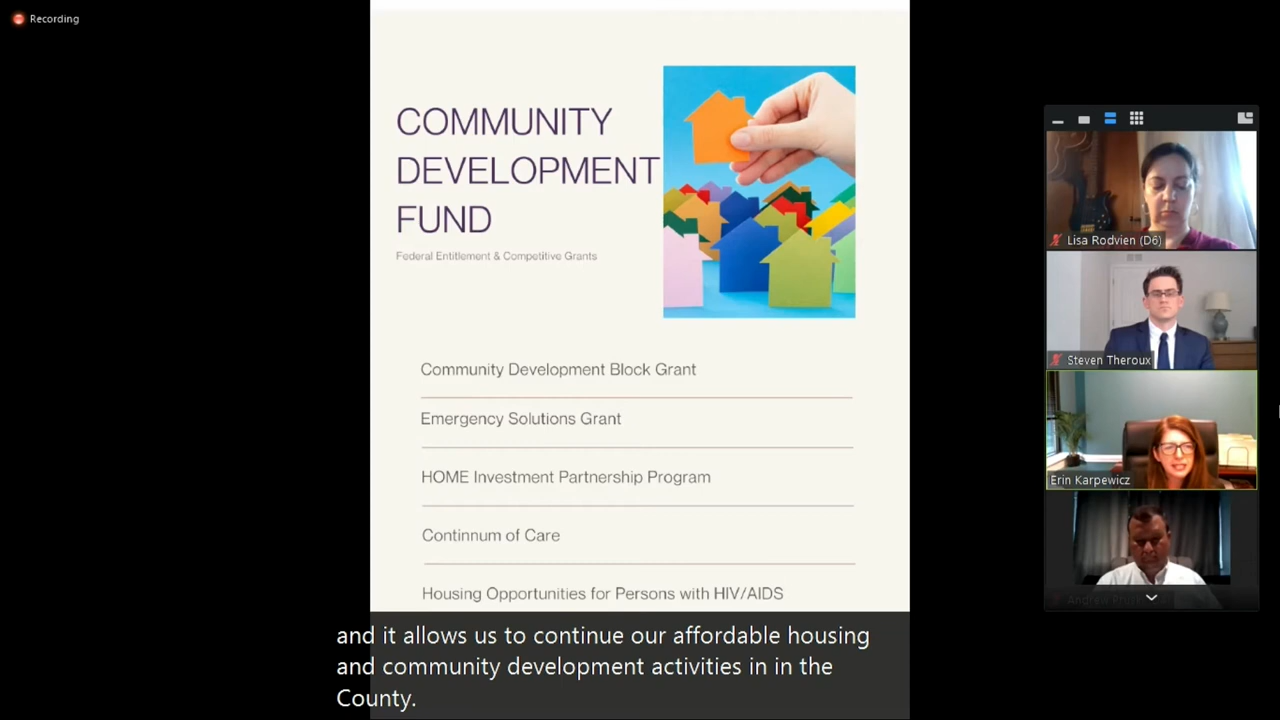 Recording
COMMUNITY
DEVELOPMENT
FUND
Federal Entitlement & Competitive Grants
Community Development Block Grant
Emergency Solutions Grant
HOME Investment Partnership Program
Continnum of Care
Housing Opportunities for Persons with HIV/AIDS
and it allows us to continue our affordable housing
and community development activities in in the
County.
Lisa Rodvien (D6)
Steven Theroux
Erin Karpewicz
Andrew